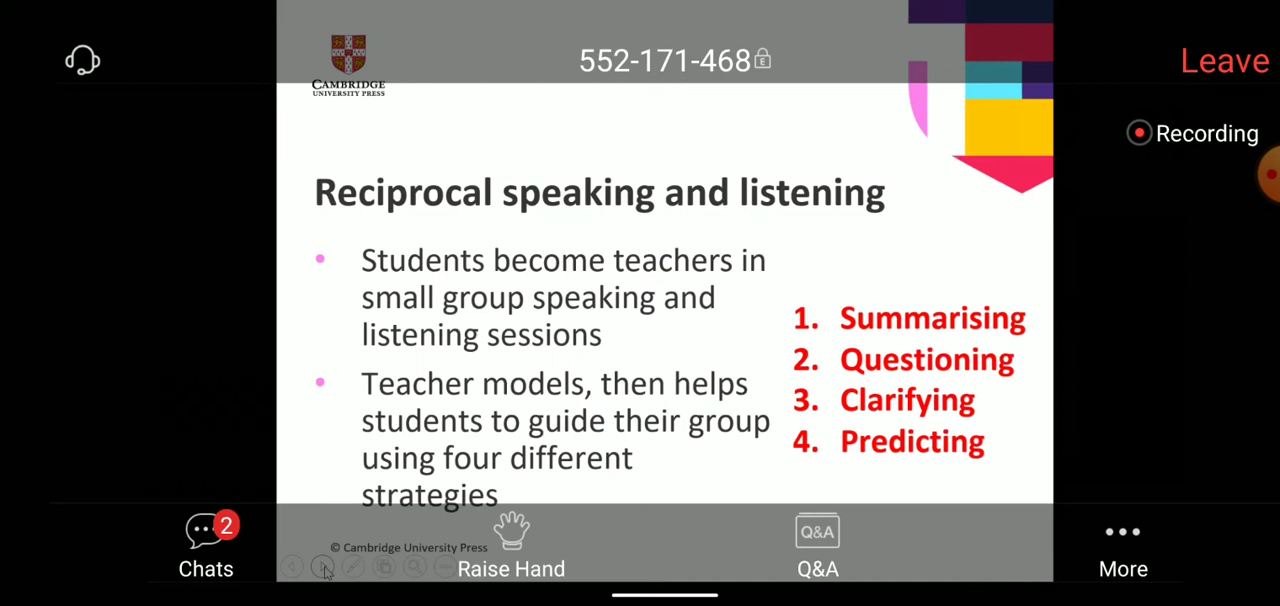 552-171-468
E
Leave
CAMBRIDGE
UNIVERSITY PRESS
Recording
Reciprocal speaking and listening
• Students become teachers in
small group speaking and
listening sessions
• Teacher models, then helps
students to guide their group
using four different
strategies
1. Summarising
2. Questioning
3. Clarifying
4. Predicting
2
Chats
© Cambridge University Press
Raise Hand
Q&A
Q&A
More